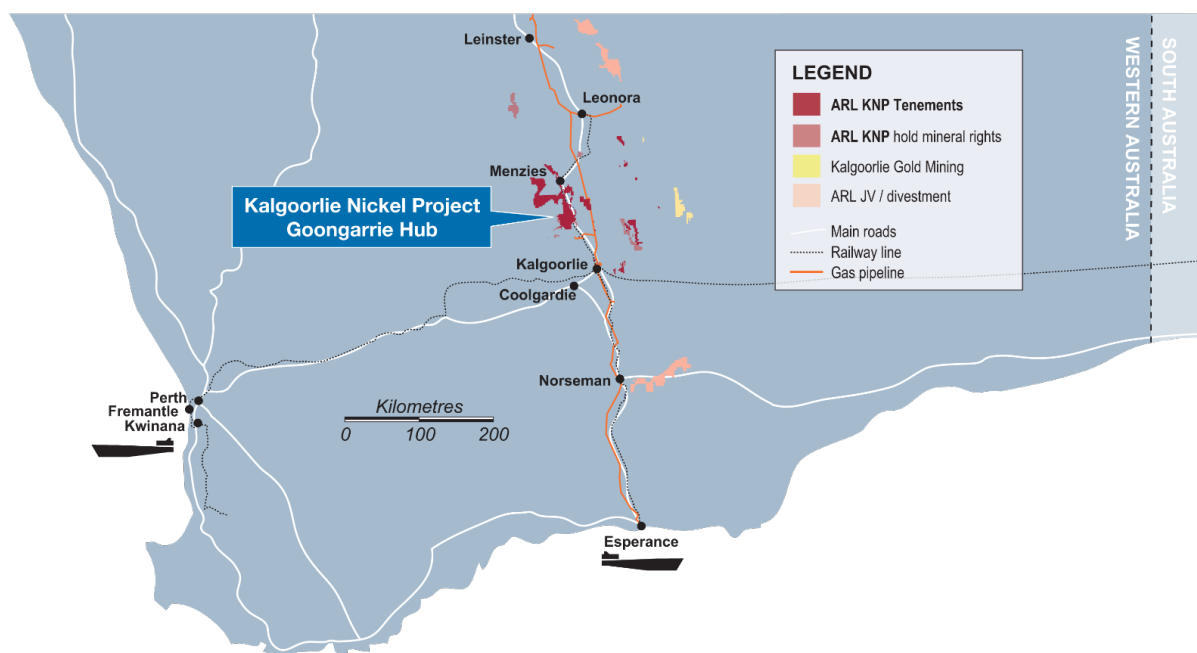 Leinster
Leonora
Menzies
Kalgoorlie Nickel Project
Goongarrie Hub
Kalgoorlie
Coolgardie
Norseman
Perth
Fremantle
Kwinana
Kilometres
0 100 200
Esperance
LEGEND
ARL KNP Tenements
ARL KNP hold mineral rights
Kalgoorlie Gold Mining
ARL JV / divestment
Main roads
Railway line
Gas pipeline
WESTERN AUSTRALIA
SOUTH AUSTRALIA